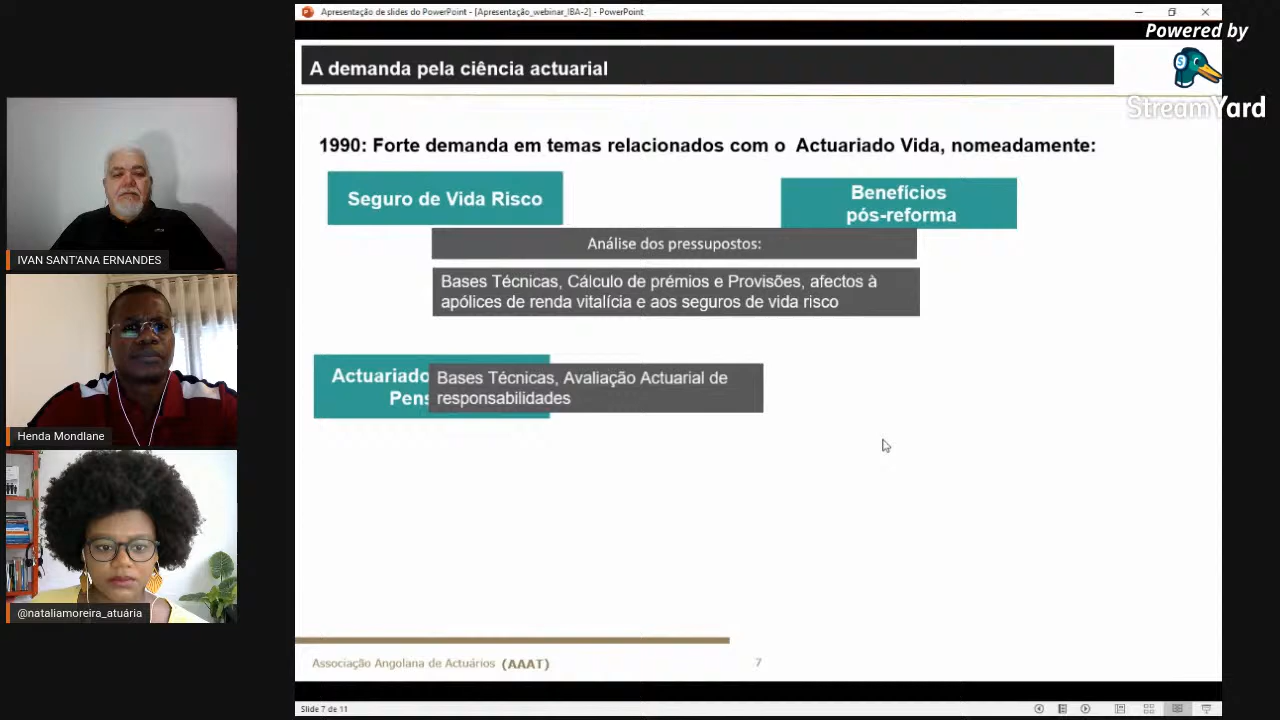 Apresentação de slides do PowerPoint - [Apresentação_webinar_IBA-2] - PowerPoint
Powered by
StreamYard
A demanda pela ciência actuarial
1990: Forte demanda em temas relacionados com o Actuariado Vida, nomeadamente:
Seguro de Vida Risco
Benefícios
pós-reforma
Análise dos pressupostos:
Bases Técnicas, Cálculo de prémios e Provisões, afectos à
apólices de renda vitalícia e aos seguros de vida risco
Actuariado
Pens
Bases Técnicas, Avaliação Actuarial de
responsabilidades
IVAN SANT'ANA ERNANDES
Henda Mondlane
@nataliamoreira_atuária
Associação Angolana de Actuários (AAAT)
7
Slide 7 de 11